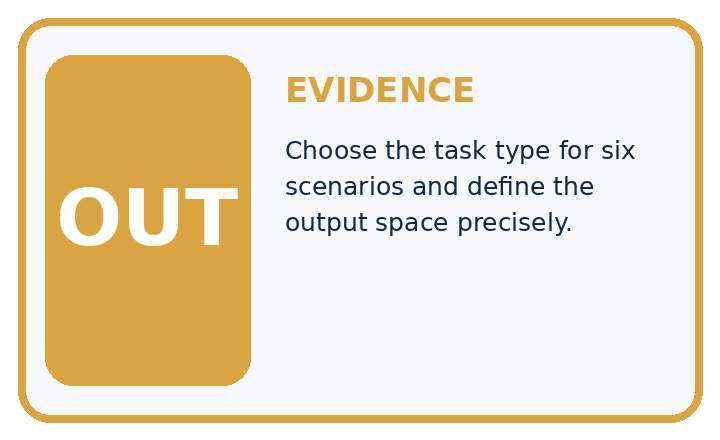 OUT
EVIDENCE
Choose the task type for six
scenarios and define the
output space precisely.